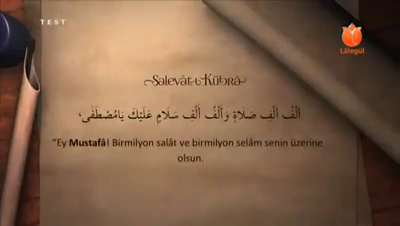 TEST
Lâlegül
Salevât-ı Kübrâ
اَلْفُ اَلْفِ صَلَاةٍ وَاَلْفُ اَلْفِ سَلَامٍ عَلَيْكَ يَامُصْطَفَى؛
"Ey Mustafâ! Birmilyon salât ve birmilyon selâm senin üzerine
olsun.